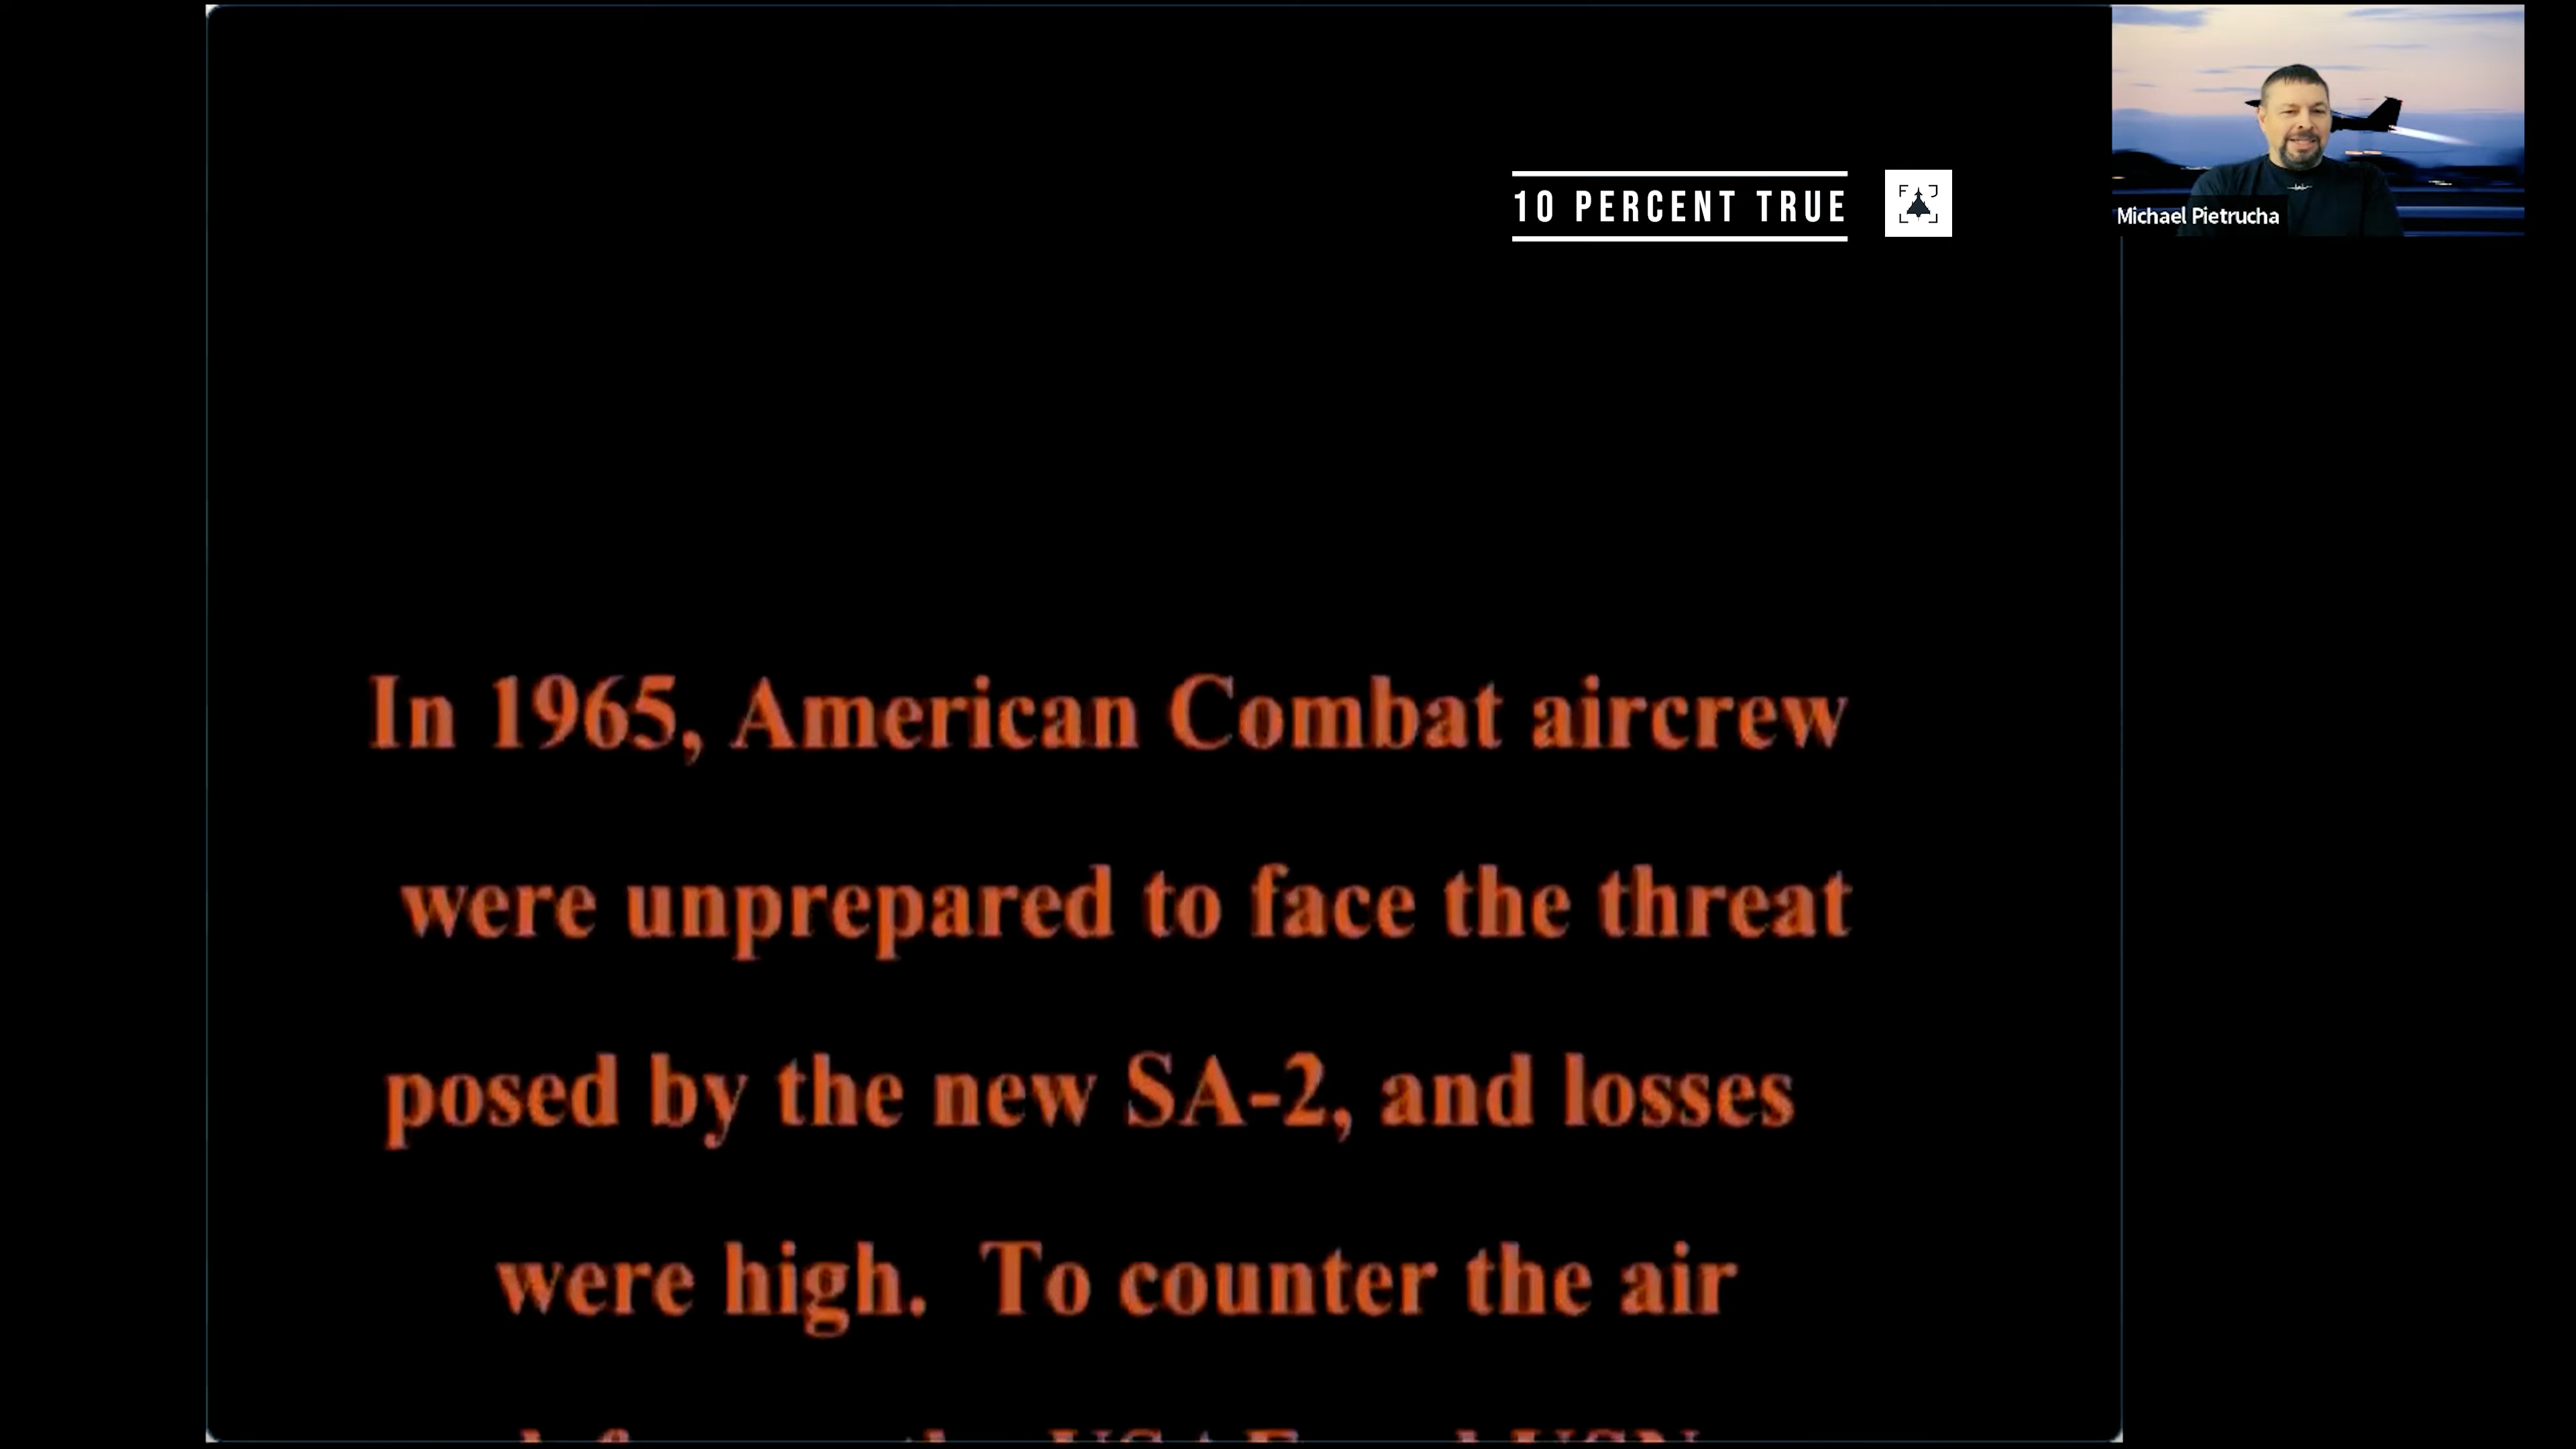 10 PERCENT TRUE
F J
Michael Pietrucha
In 1965, American Combat aircrew
were unprepared to face the threat
posed by the new SA-2, and losses
were high.  To counter the air